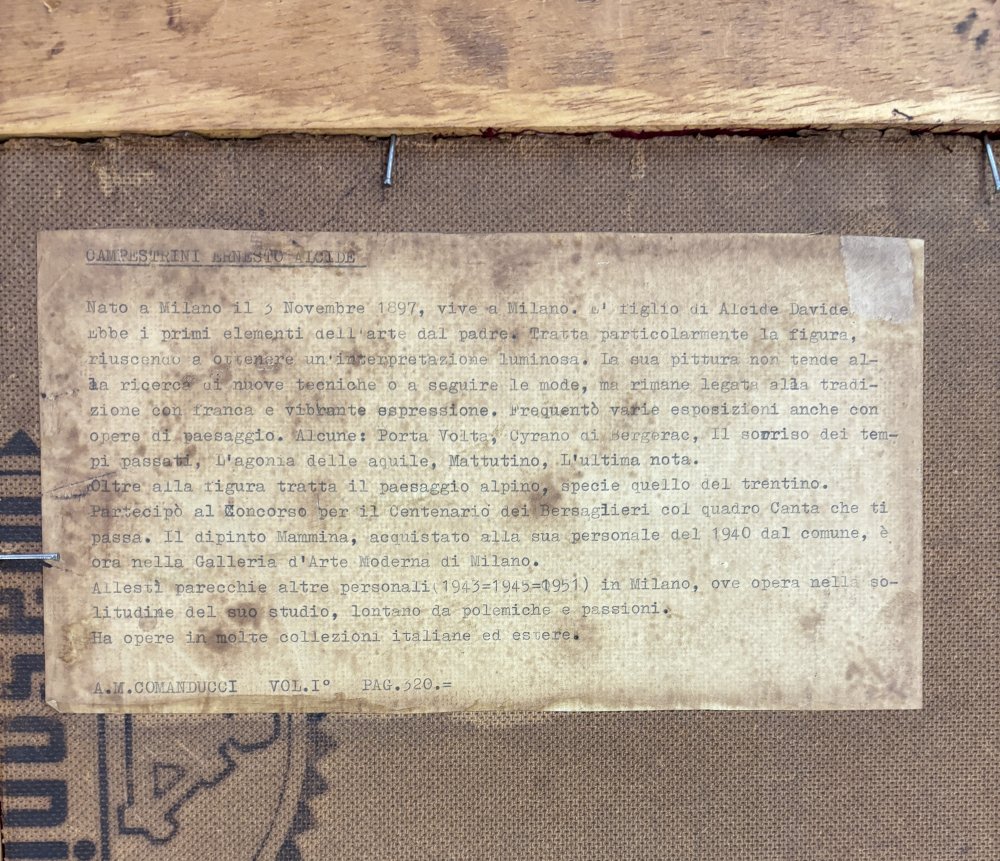 CAMPESTRINI ERNESTO ALCIDE
Nato a Milano il 3 Novembre 1897, vive a Milano. E' figlio di Alcide Davide.
Ebbe i primi elementi dell'arte dal padre. Tratta particolarmente la figura,
riuscendo a ottenere un'interpretazione luminosa. La sua pittura non tende al-
la ricerca di nuove tecniche o a seguire le mode, ma rimane legata alla tradi-
zione con franca e vibrante espressione. Frequentò varie esposizioni anche con
opere di paesaggio. Alcune: Porta Volta, Cyrano di Bergerac, Il sorriso dei tem-
pi passati, L'agonia delle aquile, Mattutino, L'ultima nota.
Oltre alla figura tratta il paesaggio alpino, specie quello del trentino.
Partecipò al Concorso per il Centenario dei Bersaglieri col quadro Canta che ti
passa. Il dipinto Mammina, acquistato alla sua personale del 1940 dal comune, è
ora nella Galleria d'Arte Moderna di Milano.
Allestì parecchie altre personali(1943=1945=1951) in Milano, ove opera nella so-
litudine del suo studio, lontano da polemiche e passioni.
Ha opere in molte collezioni italiane ed estere.
A.M.COMANDUCCI VOL.I° PAG.320.=